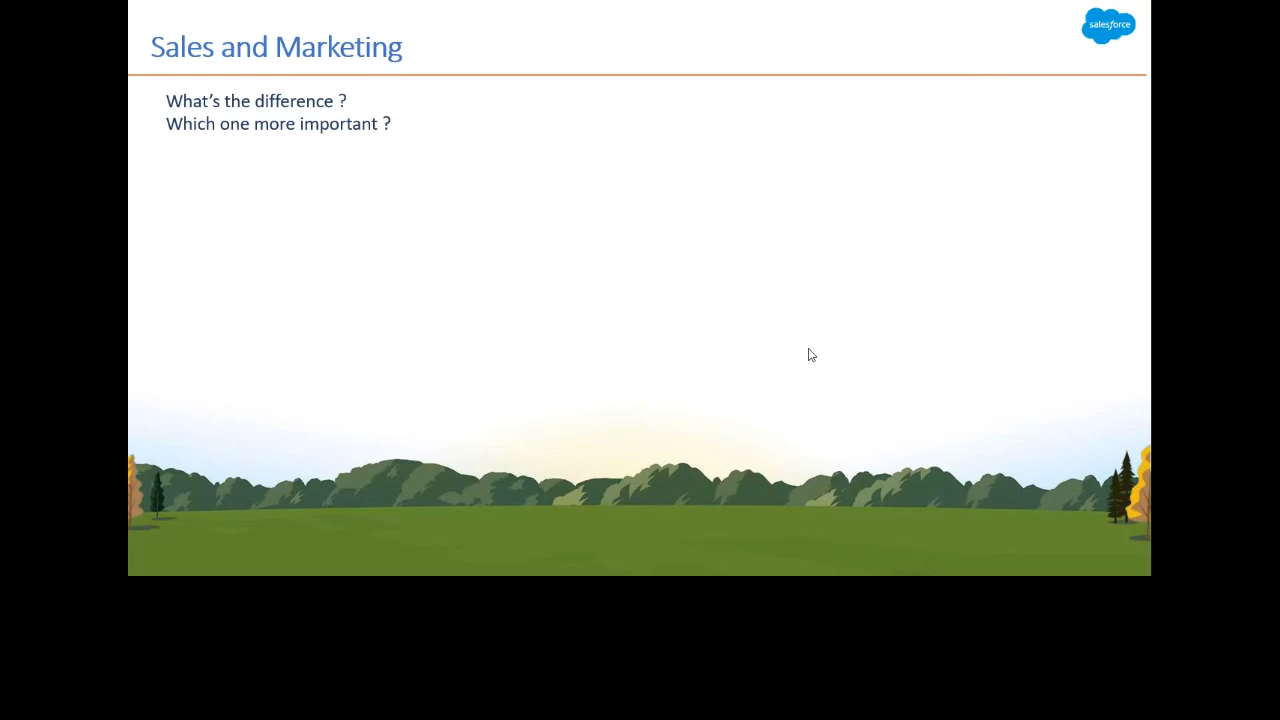 salesforce
Sales and Marketing
What's the difference ?
Which one more important ?